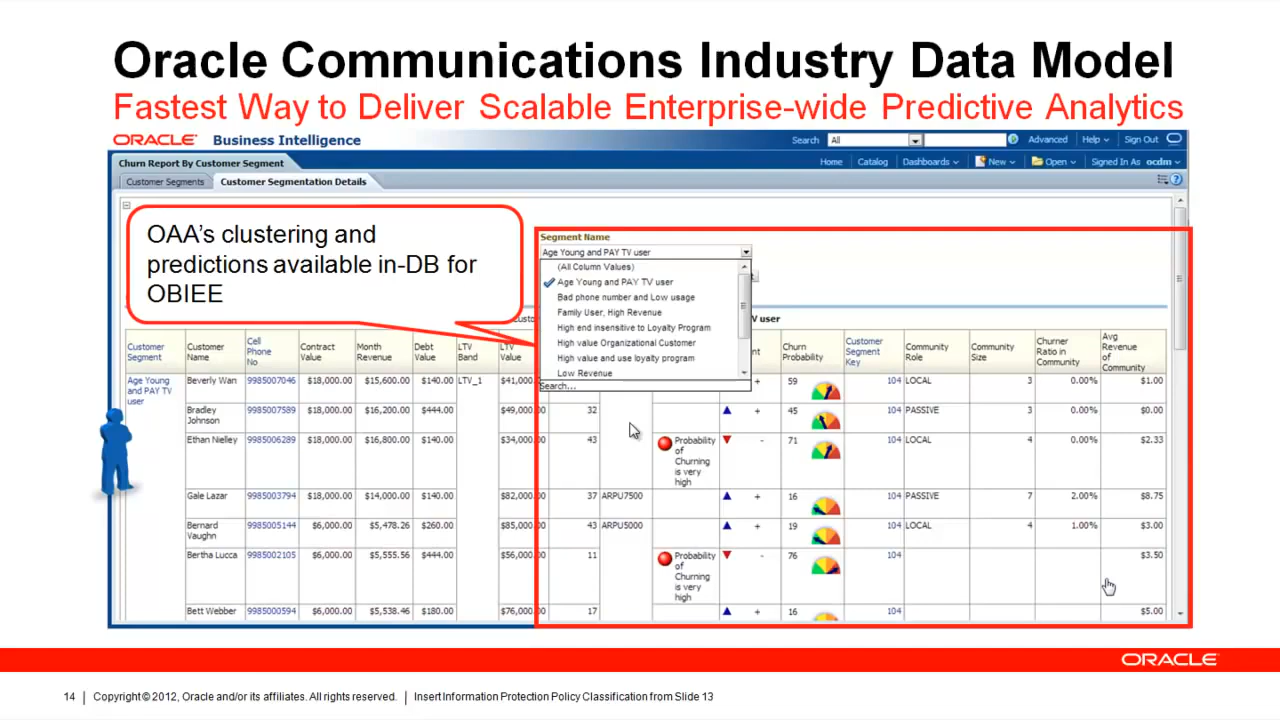 Oracle Communications Industry Data Model
Fastest Way to Deliver Scalable Enterprise-wide Predictive Analytics
ORACLE Business Intelligence
Search All Advanced Help Sign Out
Churn Report By Customer Segment
Home Catalog Dashboards New Open Signed In As ocdm
Customer Segments Customer Segmentation Details
OAA's clustering and
predictions available in-DB for
OBIEE
Segment Name
Age Young and PAY TV user
(All Column Values)
Age Young and PAY TV user
Bad phone number and Low usage
Family User, High Revenue
High end insensitive to Loyalty Program
High value Organizational Customer
High value and use loyalty program
Low Revenue
Search...
V user
Customer Segment
Customer Name
Cell Phone No
Contract Value
Month Revenue
Debt Value
LTV Band
LTV Value
Churn Probability
Customer Segment Key
Community Role
Community Size
Churner Ratio in Community
Avg Revenue of Community
Age Young and PAY TV user
Beverly Wan 9985007046 $18,000.00 $15,600.00 $140.00 LTV_1 $41,000. + 59 104 LOCAL 3 0.00% $1.00
Bradley Johnson 9985007589 $18,000.00 $16,200.00 $444.00 $49,000.00 32 + 45 104 PASSIVE 3 0.00% $0.00
Ethan Nielley 9985006289 $18,000.00 $16,800.00 $140.00 $34,000.00 43 Probability of Churning is very high - 71 104 LOCAL 4 0.00% $2.33
Gale Lazar 9985003794 $18,000.00 $14,000.00 $140.00 $82,000.00 37 ARPU7500 + 16 104 PASSIVE 7 2.00% $8.75
Bernard Vaughn 9985005144 $6,000.00 $5,478.26 $260.00 $85,000.00 43 ARPU5000 + 19 104 LOCAL 4 1.00% $3.00
Bertha Lucca 9985002105 $6,000.00 $5,555.56 $444.00 $56,000.00 11 Probability of Churning is very high - 76 104 $3.50
Bett Webber 9985000594 $6,000.00 $5,538.46 $180.00 $76,000.00 17 + 16 104 $5.00
ORACLE
14 | Copyright © 2012, Oracle and/or its affiliates. All rights reserved. | Insert Information Protection Policy Classification from Slide 13